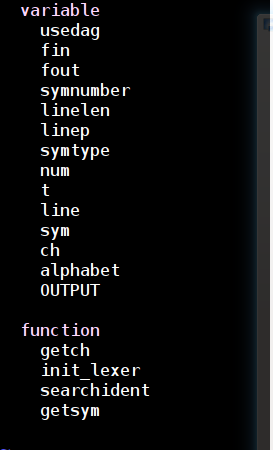 variable
usedag
fin
fout
symnumber
linelen
linep
symtype
num
t
line
sym
ch
alphabet
OUTPUT
function
getch
init_lexer
searchident
getsym